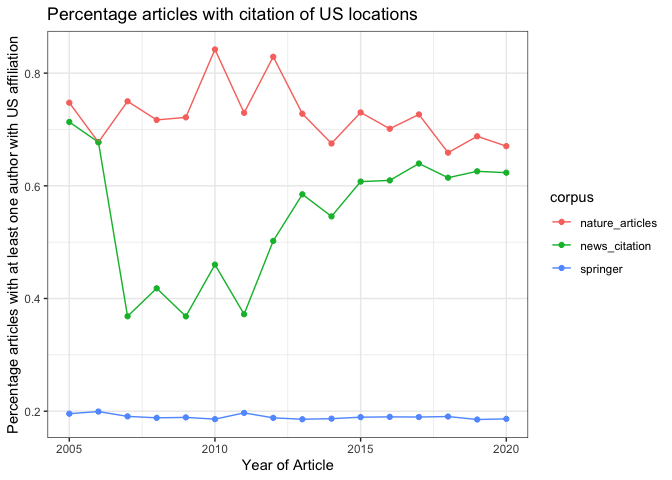 Percentage articles with citation of US locations
Percentage articles with at least one author with US affiliation
0.8
0.6
0.4
0.2
2005
2010
2015
2020
Year of Article
corpus
nature_articles
news_citation
springer